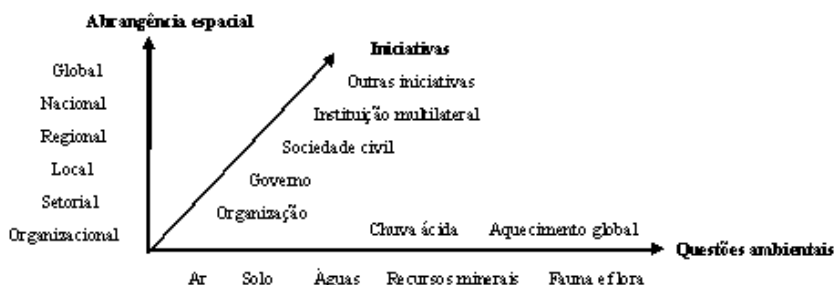 Abrangência espacial
Iniciativas
Global
Outras iniciativas
Nacional
Instituição multilateral
Regional
Sociedade civil
Local
Governo
Setorial
Organização
Organizacional
Chuva ácida
Aquecimento global
Questões ambientais
Ar
Solo
Águas
Recursos minerais
Fauna e flora